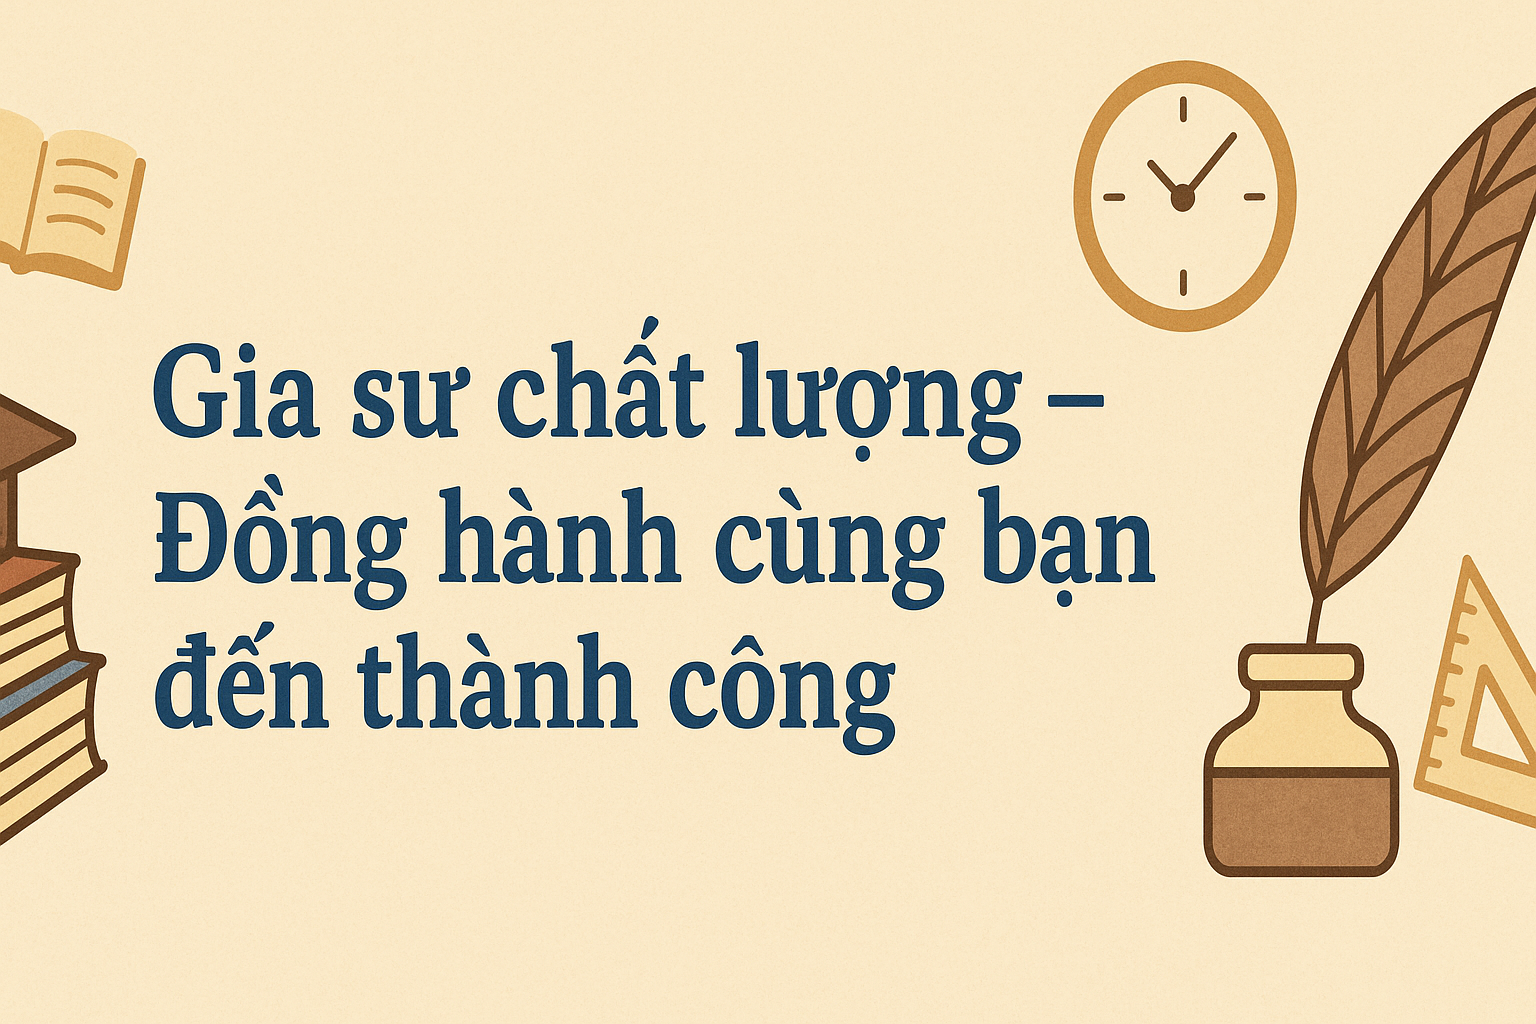 Gia sư chất lượng –
Đồng hành cùng bạn
đến thành công